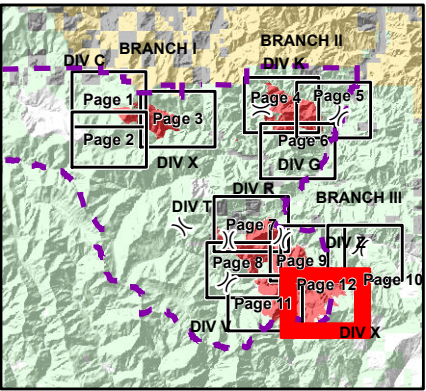 BRANCH I
BRANCH II
DIV C
DIV K
Page 1
Page 3
Page 4
Page 5
Page 2
Page 6
DIV X
DIV G
DIV R
BRANCH III
DIV T
Page 7
DIV Z
Page 8
Page 9
Page 10
Page 12
Page 11
DIV V
DIV X